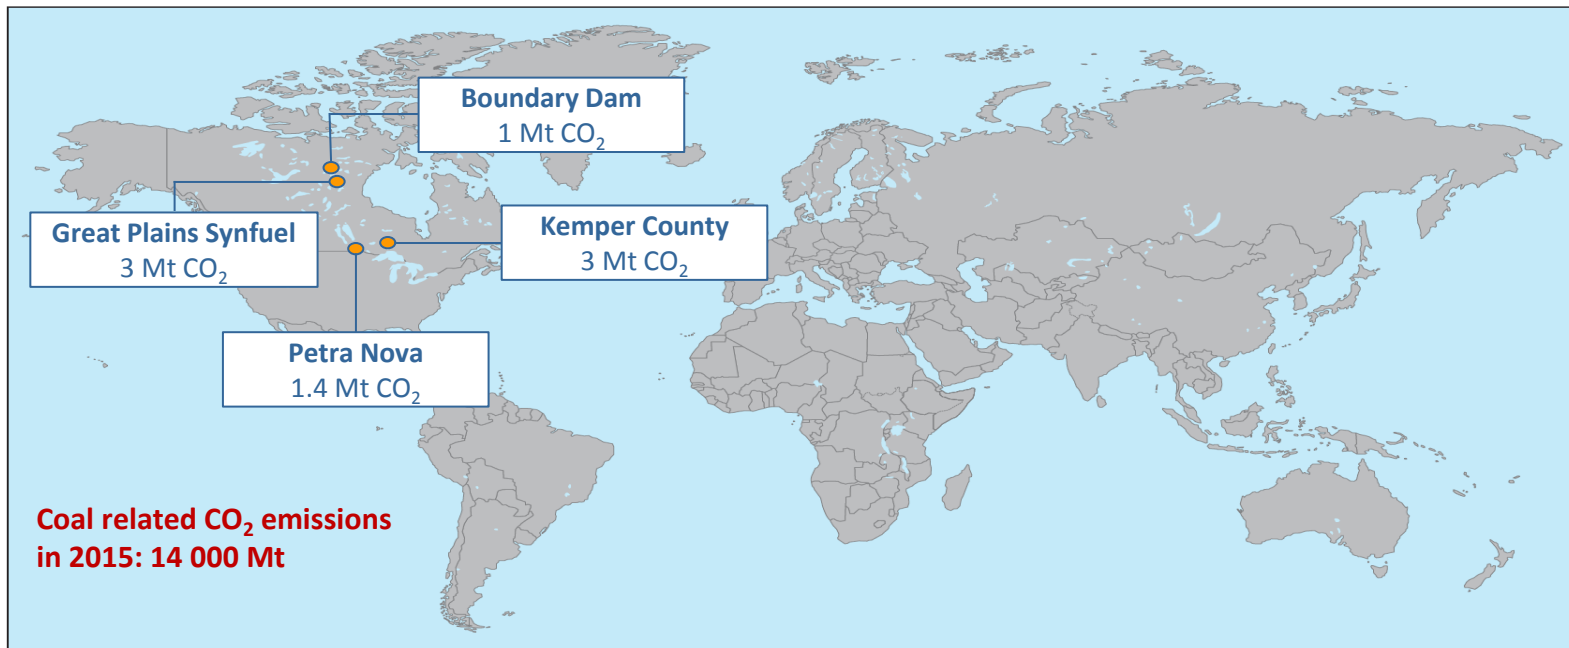 Boundary Dam
1 Mt CO₂
Great Plains Synfuel
3 Mt CO₂
Kemper County
3 Mt CO₂
Petra Nova
1.4 Mt CO₂
Coal related CO₂ emissions
in 2015: 14 000 Mt